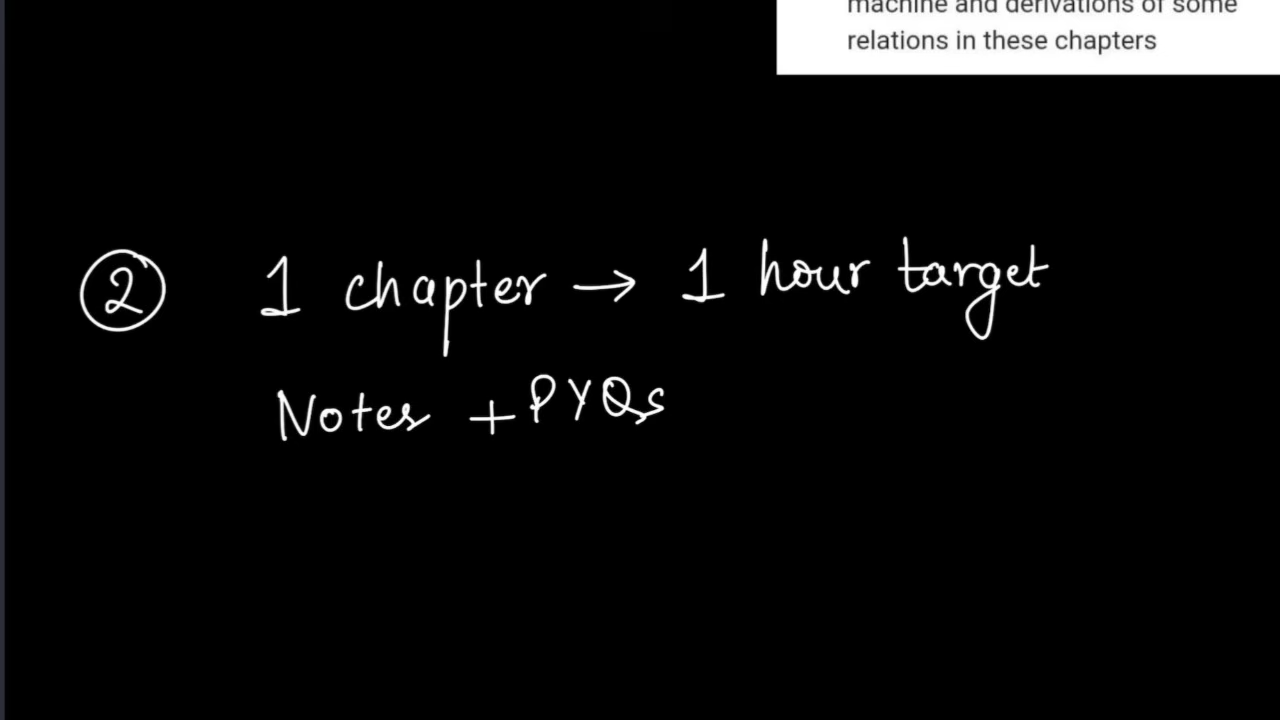 machine and derivations of some
relations in these chapters
② 1 chapter → 1 hour target
Notes + PYQs